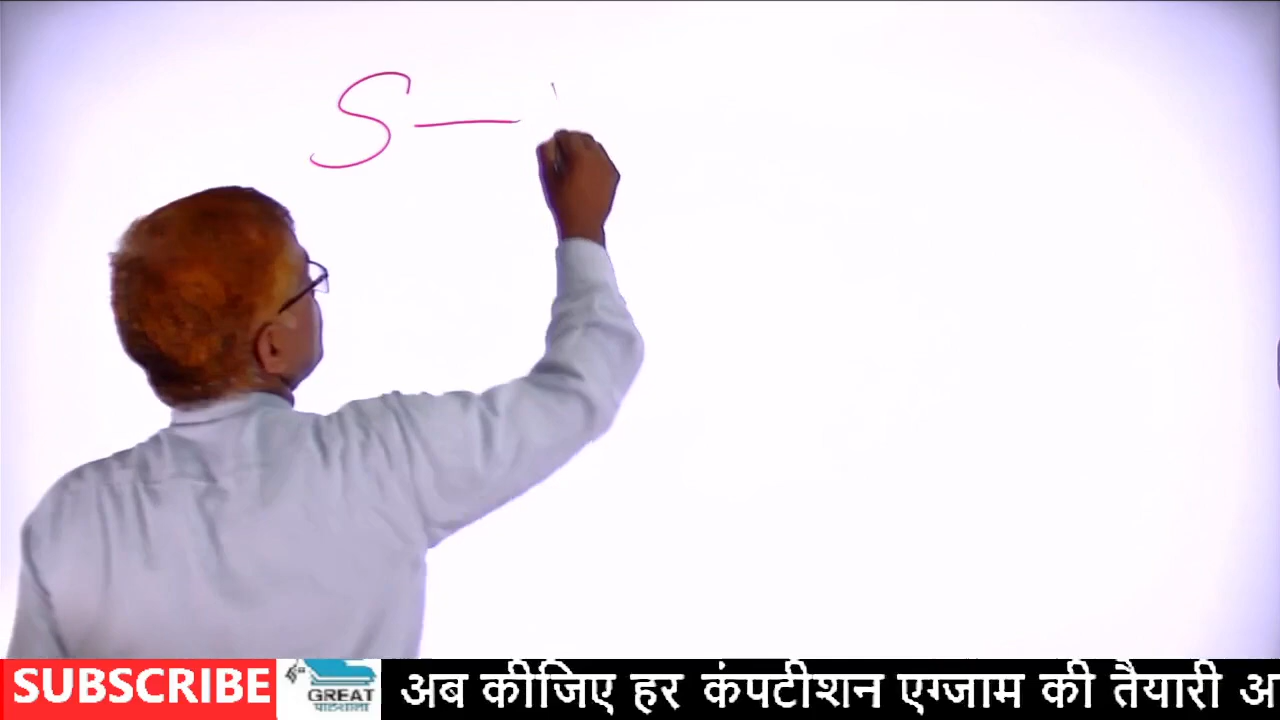 S —
SUBSCRIBE
GREAT
पाठशाला
अब कीजिए हर कंपटीशन एग्जाम की तैयारी अ